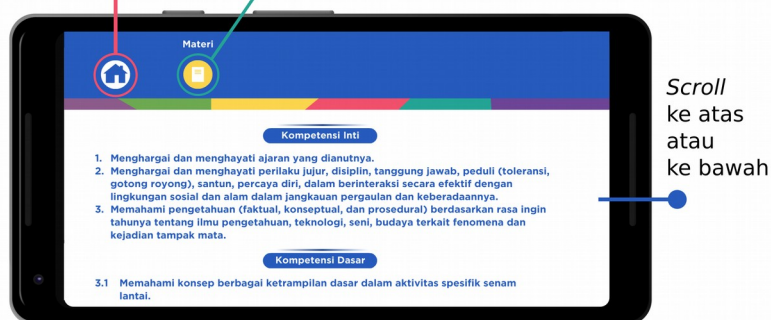 Materi
Kompetensi Inti
1. Menghargai dan menghayati ajaran yang dianutnya.
2. Menghargai dan menghayati perilaku jujur, disiplin, tanggung jawab, peduli (toleransi,
gotong royong), santun, percaya diri, dalam berinteraksi secara efektif dengan
lingkungan sosial dan alam dalam jangkauan pergaulan dan keberadaannya.
3. Memahami pengetahuan (faktual, konseptual, dan prosedural) berdasarkan rasa ingin
tahunya tentang ilmu pengetahuan, teknologi, seni, budaya terkait fenomena dan
kejadian tampak mata.
Kompetensi Dasar
3.1 Memahami konsep berbagai ketrampilan dasar dalam aktivitas spesifik senam
lantai.
Scroll
ke atas
atau
ke bawah